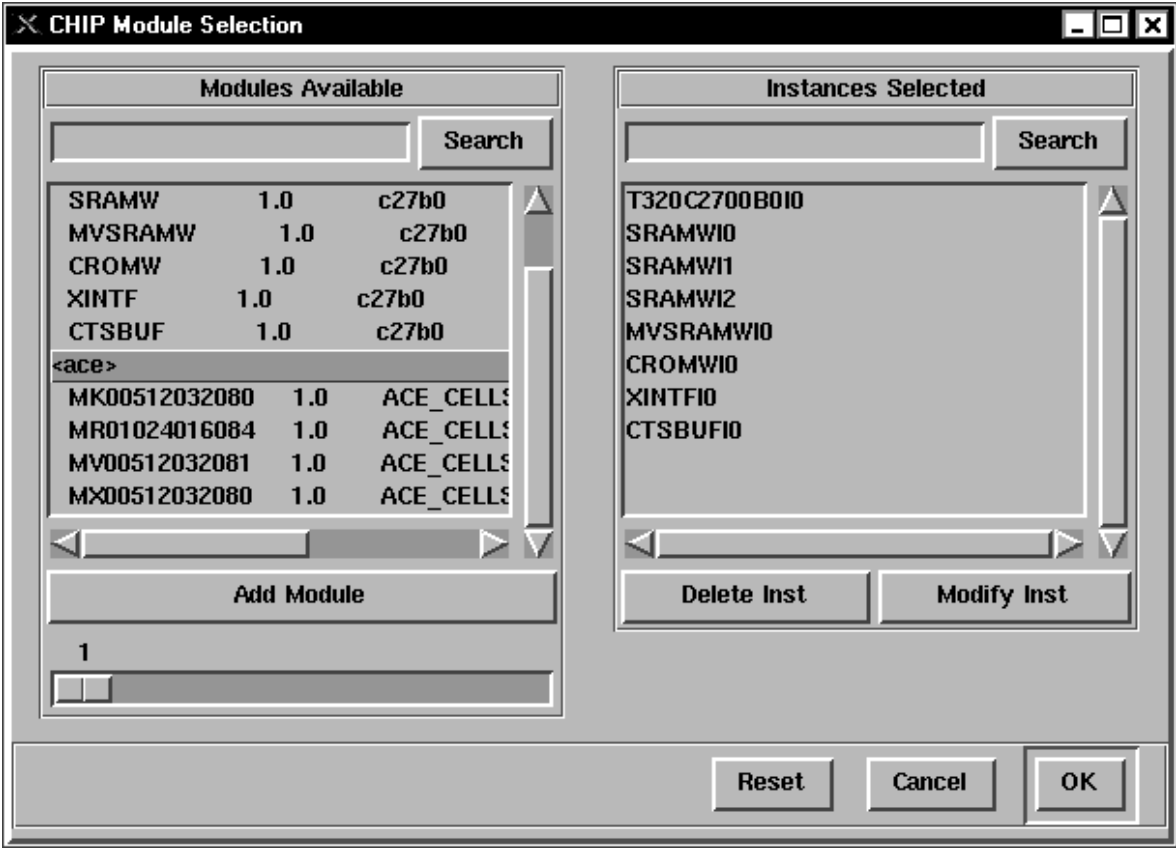 CHIP Module Selection
Modules Available
Search
SRAMW 1.0 c27b0
MVSRAMW 1.0 c27b0
CROMW 1.0 c27b0
XINTF 1.0 c27b0
CTSBUF 1.0 c27b0
<ace>
MK00512032080 1.0 ACE_CELLS
MR01024016084 1.0 ACE_CELLS
MV00512032081 1.0 ACE_CELLS
MX00512032080 1.0 ACE_CELLS
Add Module
1
Instances Selected
Search
T320C2700B0I0
SRAMWI0
SRAMWI1
SRAMWI2
MVSRAMWI0
CROMWI0
XINTFI0
CTSBUFI0
Delete Inst Modify Inst
Reset Cancel OK